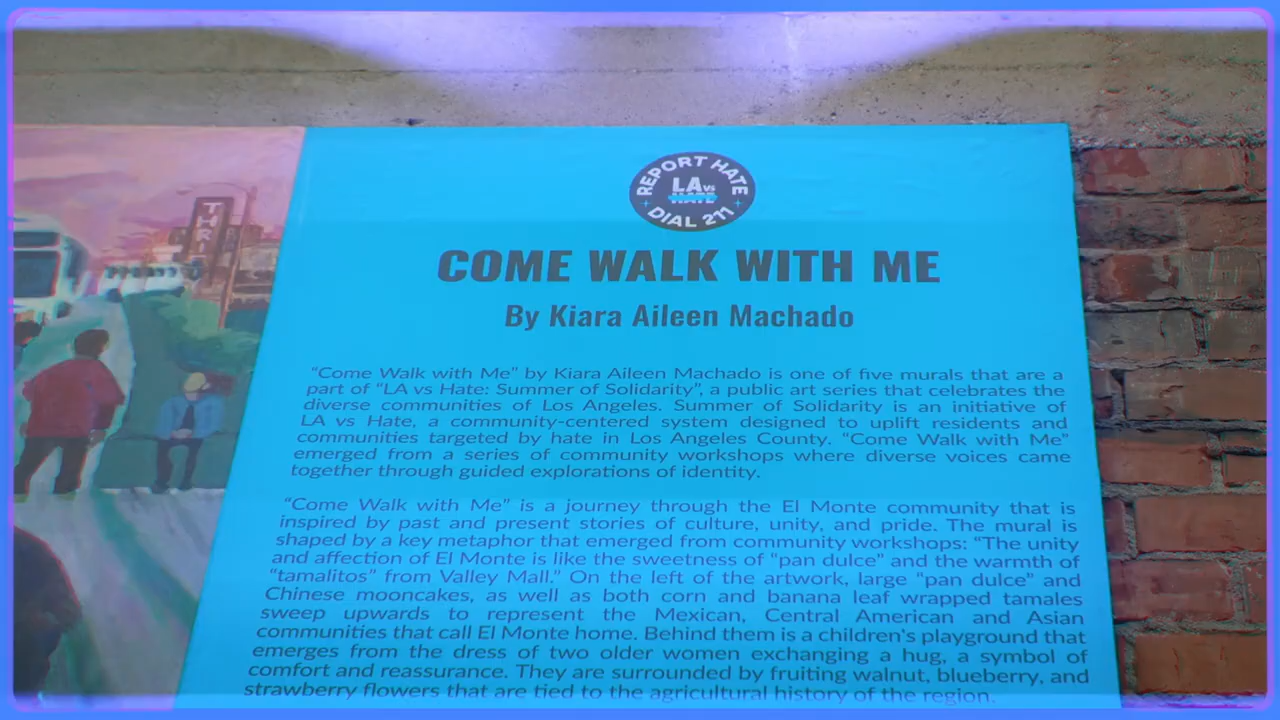 REPORT HATE
LA vs
HATE
DIAL 211
THRI
COME WALK WITH ME
By Kiara Aileen Machado
“Come Walk with Me” by Kiara Aileen Machado is one of five murals that are a
part of “LA vs Hate: Summer of Solidarity”, a public art series that celebrates the
diverse communities of Los Angeles. Summer of Solidarity is an initiative of
LA vs Hate, a community-centered system designed to uplift residents and
communities targeted by hate in Los Angeles County. “Come Walk with Me”
emerged from a series of community workshops where diverse voices came
together through guided explorations of identity.
“Come Walk with Me” is a journey through the El Monte community that is
inspired by past and present stories of culture, unity, and pride. The mural is
shaped by a key metaphor that emerged from community workshops: “The unity
and affection of El Monte is like the sweetness of “pan dulce” and the warmth of
“tamalitos” from Valley Mall.” On the left of the artwork, large “pan dulce” and
Chinese mooncakes, as well as both corn and banana leaf wrapped tamales
sweep upwards to represent the Mexican, Central American and Asian
communities that call El Monte home. Behind them is a children's playground that
emerges from the dress of two older women exchanging a hug, a symbol of
comfort and reassurance. They are surrounded by fruiting walnut, blueberry, and
strawberry flowers that are tied to the agricultural history of the region.